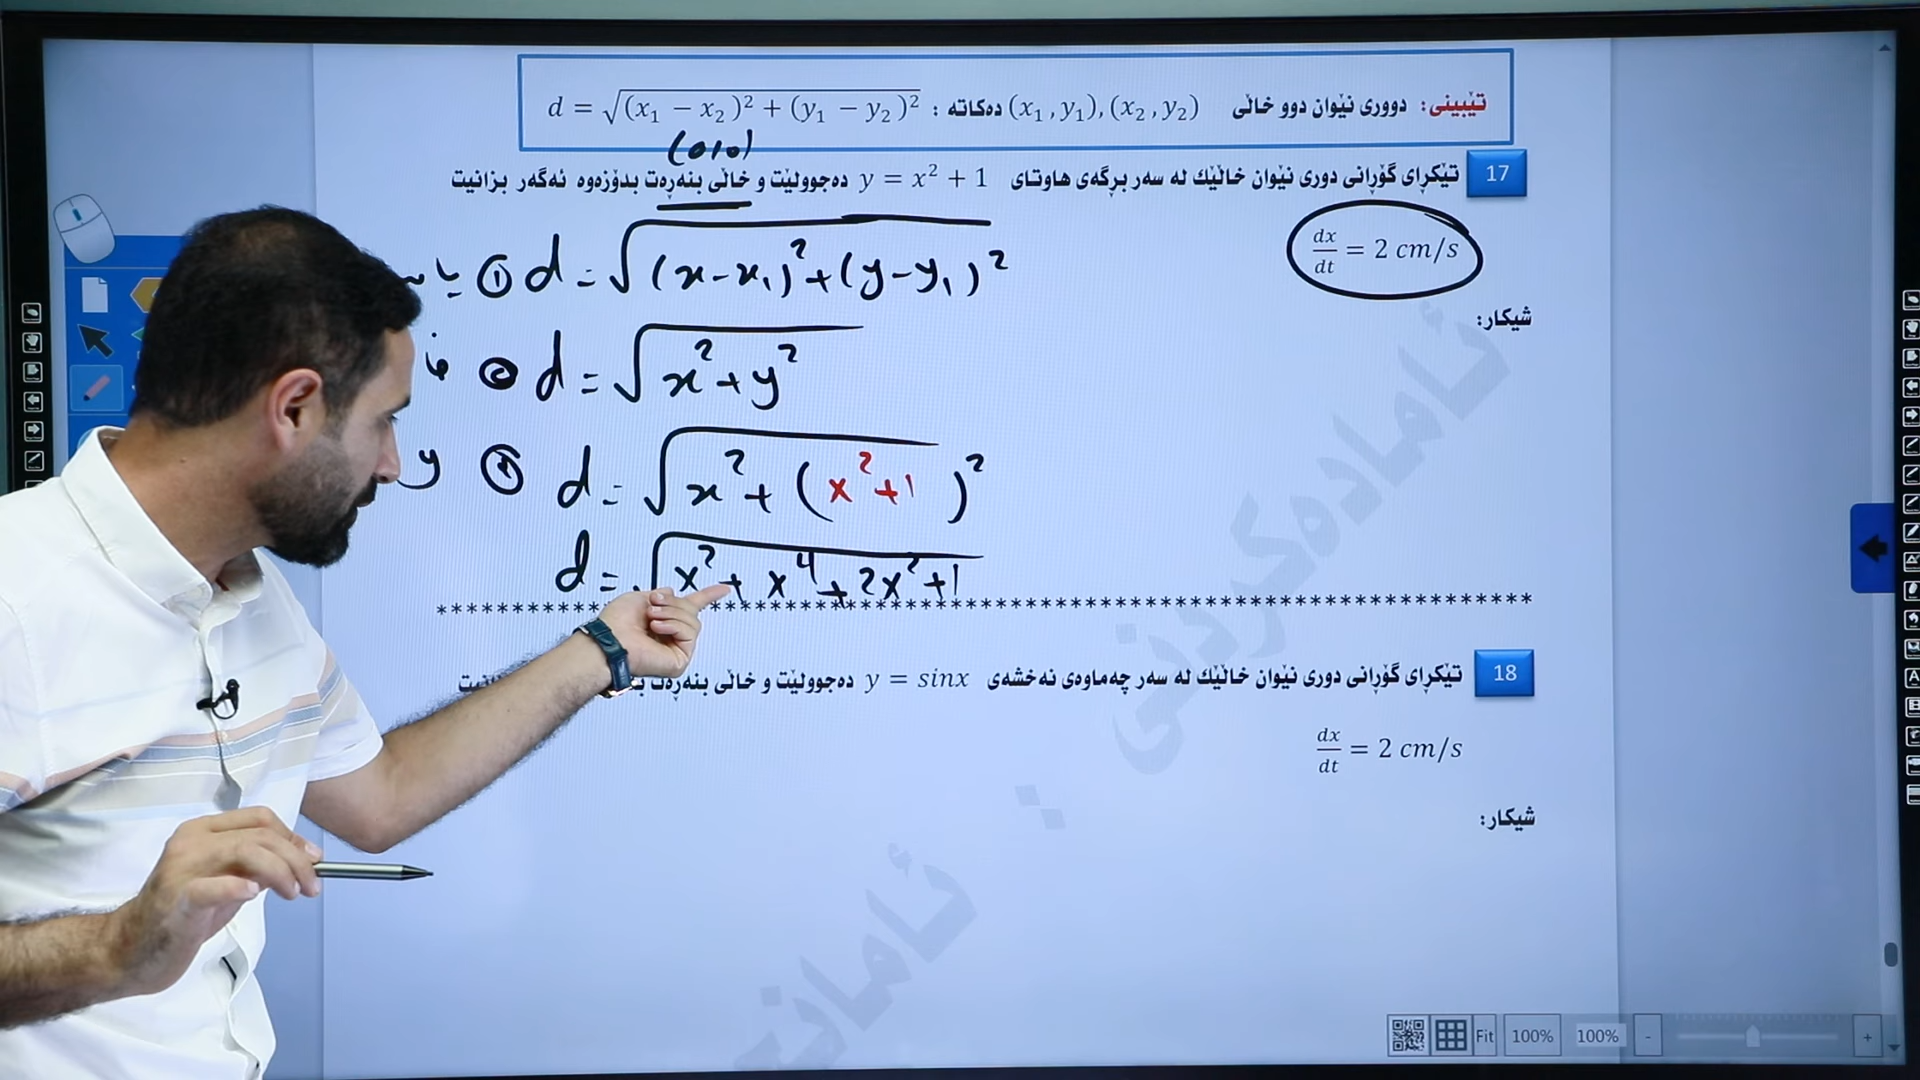 تێبینی: دووری نێوان دوو خاڵی (x₁ , y₁), (x₂ , y₂) دەکاتە : d = √(x₁ − x₂)² + (y₁ − y₂)²
(0,0)
17 تێکڕای گۆڕانی دوری نێوان خاڵێك لە سەر برگەی هاوتای y = x² + 1 دەجوولێت و خاڵی بنەڕەت بدۆزەوە ئەگەر بزانیت
dx/dt = 2 cm/s
شیکار:
① d = √(x-x₁)²+(y-y₁)²
② d = √x²+y²
y ③ d = √x²+(x²+1)²
d = √x²+x⁴+2x²+1
******************************************************************************************
18 تێکڕای گۆڕانی دوری نێوان خاڵێك لە سەر چەماوەی نەخشەی y = sinx دەجوولێت و خاڵی بنەڕەت
dx/dt = 2 cm/s
شیکار:
ئامادەکردنی : ئامانج
Fit 100% 100% - +